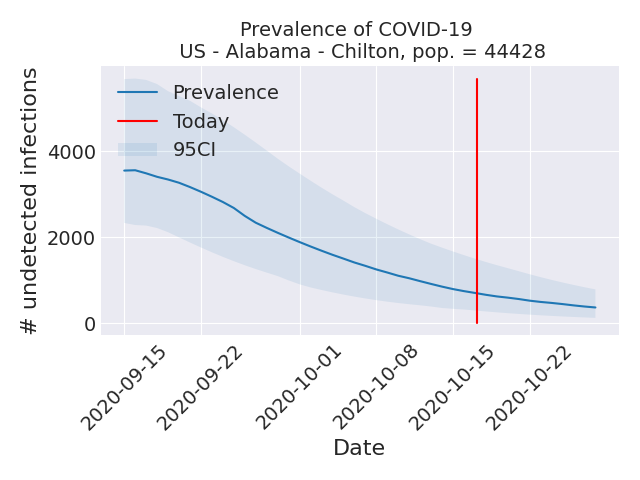 Prevalence of COVID-19
US - Alabama - Chilton, pop. = 44428
Prevalence
Today
95CI
# undetected infections
4000
2000
0
2020-09-15
2020-09-22
2020-10-01
2020-10-08
2020-10-15
2020-10-22
Date